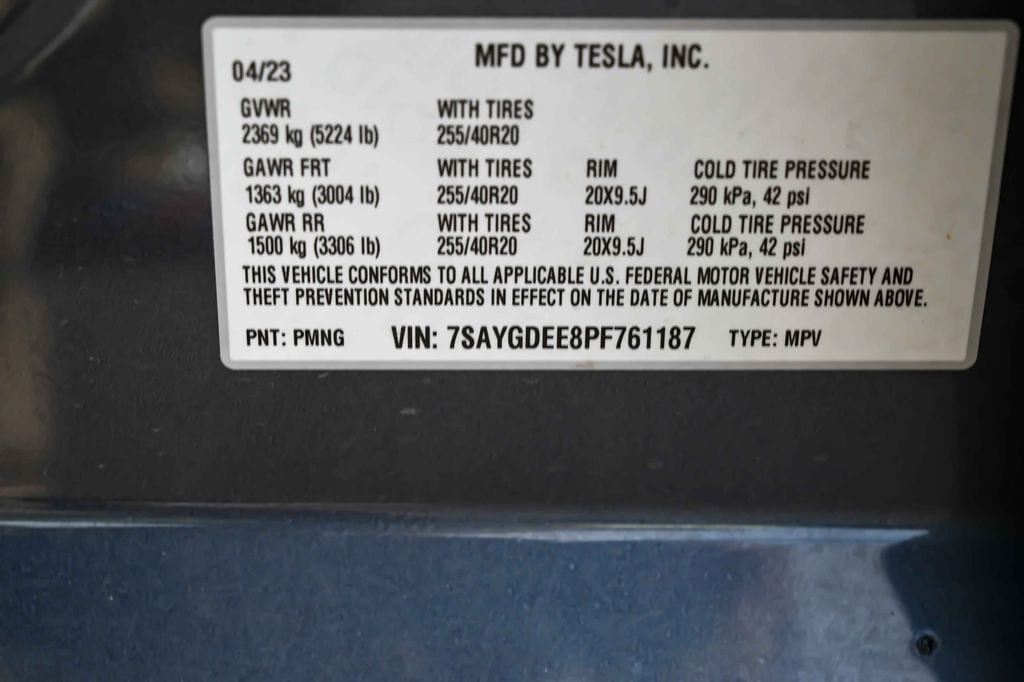 MFD BY TESLA, INC.
04/23
GVWR WITH TIRES
2369 kg (5224 lb) 255/40R20
GAWR FRT WITH TIRES RIM COLD TIRE PRESSURE
1363 kg (3004 lb) 255/40R20 20X9.5J 290 kPa, 42 psi
GAWR RR WITH TIRES RIM COLD TIRE PRESSURE
1500 kg (3306 lb) 255/40R20 20X9.5J 290 kPa, 42 psi
THIS VEHICLE CONFORMS TO ALL APPLICABLE U.S. FEDERAL MOTOR VEHICLE SAFETY AND
THEFT PREVENTION STANDARDS IN EFFECT ON THE DATE OF MANUFACTURE SHOWN ABOVE.
PNT: PMNG VIN: 7SAYGDEE8PF761187 TYPE: MPV